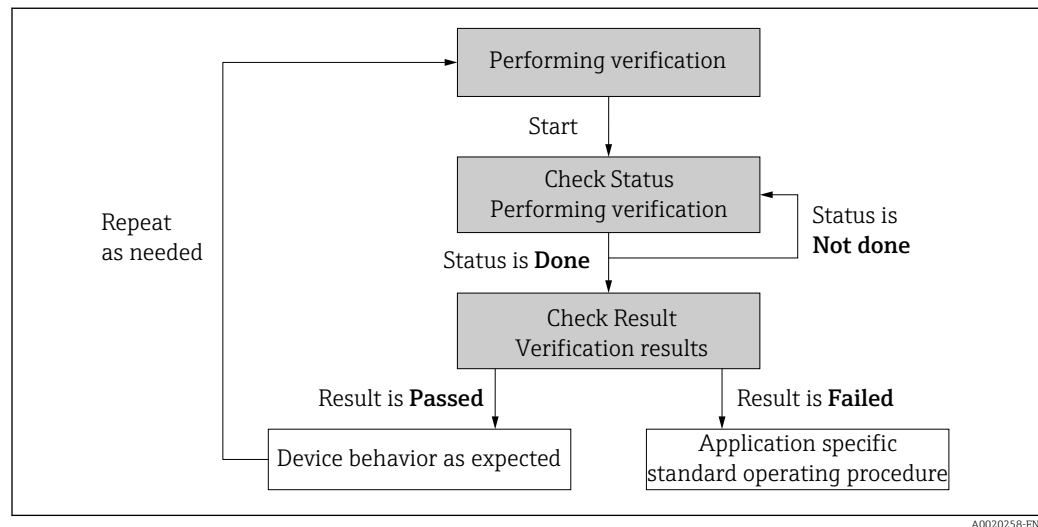 Performing verification
Start
Check Status
Performing verification
Repeat
as needed
Status is
Not done
Status is Done
Check Result
Verification results
Result is Passed
Result is Failed
Device behavior as expected
Application specific
standard operating procedure
A0020258-EN